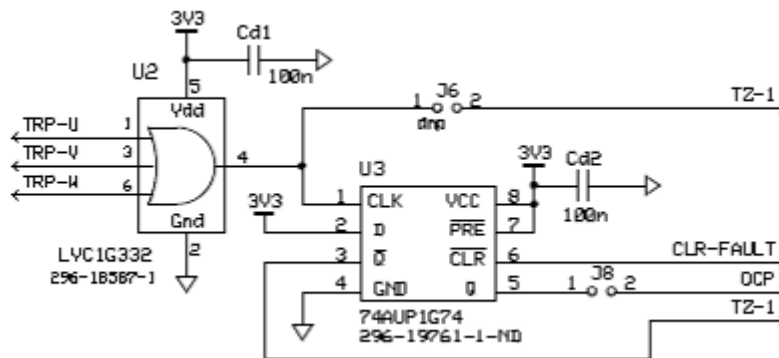 3V3
Cd1
100n
U2
5
Vdd
TRP-U 1
TRP-V 3
TRP-W 6
4
Gnd
2
LVC1G332
296-18587-1
J6
1 2
dnp
TZ-1
U3
3V3
Cd2
100n
3V3
1 CLK VCC 8
2 D PRE 7
3 Q CLR 6
4 GND Q 5
CLR-FAULT
J8
1 2
OCP
TZ-1
74AUP1G74
296-19761-1-ND